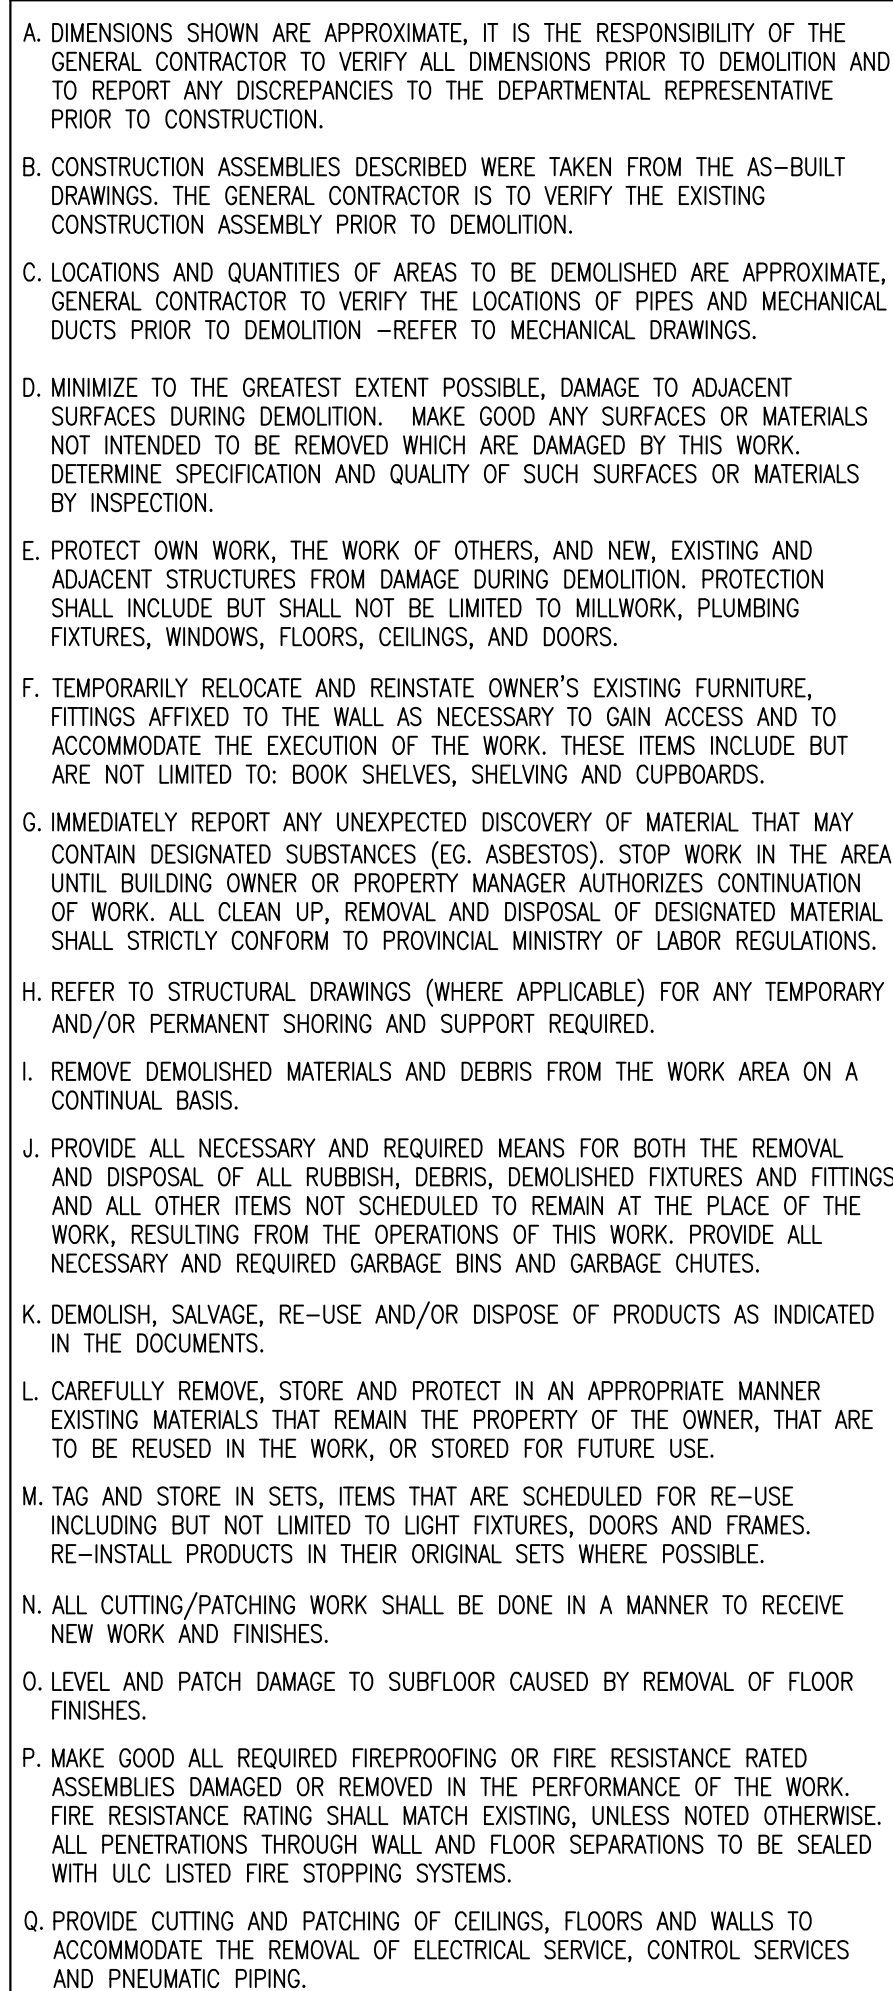 A. DIMENSIONS SHOWN ARE APPROXIMATE, IT IS THE RESPONSIBILITY OF THE
GENERAL CONTRACTOR TO VERIFY ALL DIMENSIONS PRIOR TO DEMOLITION AND
TO REPORT ANY DISCREPANCIES TO THE DEPARTMENTAL REPRESENTATIVE
PRIOR TO CONSTRUCTION.
B. CONSTRUCTION ASSEMBLIES DESCRIBED WERE TAKEN FROM THE AS-BUILT
DRAWINGS. THE GENERAL CONTRACTOR IS TO VERIFY THE EXISTING
CONSTRUCTION ASSEMBLY PRIOR TO DEMOLITION.
C. LOCATIONS AND QUANTITIES OF AREAS TO BE DEMOLISHED ARE APPROXIMATE,
GENERAL CONTRACTOR TO VERIFY THE LOCATIONS OF PIPES AND MECHANICAL
DUCTS PRIOR TO DEMOLITION -REFER TO MECHANICAL DRAWINGS.
D. MINIMIZE TO THE GREATEST EXTENT POSSIBLE, DAMAGE TO ADJACENT
SURFACES DURING DEMOLITION. MAKE GOOD ANY SURFACES OR MATERIALS
NOT INTENDED TO BE REMOVED WHICH ARE DAMAGED BY THIS WORK.
DETERMINE SPECIFICATION AND QUALITY OF SUCH SURFACES OR MATERIALS
BY INSPECTION.
E. PROTECT OWN WORK, THE WORK OF OTHERS, AND NEW, EXISTING AND
ADJACENT STRUCTURES FROM DAMAGE DURING DEMOLITION. PROTECTION
SHALL INCLUDE BUT SHALL NOT BE LIMITED TO MILLWORK, PLUMBING
FIXTURES, WINDOWS, FLOORS, CEILINGS, AND DOORS.
F. TEMPORARILY RELOCATE AND REINSTATE OWNER'S EXISTING FURNITURE,
FITTINGS AFFIXED TO THE WALL AS NECESSARY TO GAIN ACCESS AND TO
ACCOMMODATE THE EXECUTION OF THE WORK. THESE ITEMS INCLUDE BUT
ARE NOT LIMITED TO: BOOK SHELVES, SHELVING AND CUPBOARDS.
G. IMMEDIATELY REPORT ANY UNEXPECTED DISCOVERY OF MATERIAL THAT MAY
CONTAIN DESIGNATED SUBSTANCES (EG. ASBESTOS). STOP WORK IN THE AREA
UNTIL BUILDING OWNER OR PROPERTY MANAGER AUTHORIZES CONTINUATION
OF WORK. ALL CLEAN UP, REMOVAL AND DISPOSAL OF DESIGNATED MATERIAL
SHALL STRICTLY CONFORM TO PROVINCIAL MINISTRY OF LABOR REGULATIONS.
H. REFER TO STRUCTURAL DRAWINGS (WHERE APPLICABLE) FOR ANY TEMPORARY
AND/OR PERMANENT SHORING AND SUPPORT REQUIRED.
I. REMOVE DEMOLISHED MATERIALS AND DEBRIS FROM THE WORK AREA ON A
CONTINUAL BASIS.
J. PROVIDE ALL NECESSARY AND REQUIRED MEANS FOR BOTH THE REMOVAL
AND DISPOSAL OF ALL RUBBISH, DEBRIS, DEMOLISHED FIXTURES AND FITTINGS
AND ALL OTHER ITEMS NOT SCHEDULED TO REMAIN AT THE PLACE OF THE
WORK, RESULTING FROM THE OPERATIONS OF THIS WORK. PROVIDE ALL
NECESSARY AND REQUIRED GARBAGE BINS AND GARBAGE CHUTES.
K. DEMOLISH, SALVAGE, RE-USE AND/OR DISPOSE OF PRODUCTS AS INDICATED
IN THE DOCUMENTS.
L. CAREFULLY REMOVE, STORE AND PROTECT IN AN APPROPRIATE MANNER
EXISTING MATERIALS THAT REMAIN THE PROPERTY OF THE OWNER, THAT ARE
TO BE REUSED IN THE WORK, OR STORED FOR FUTURE USE.
M. TAG AND STORE IN SETS, ITEMS THAT ARE SCHEDULED FOR RE-USE
INCLUDING BUT NOT LIMITED TO LIGHT FIXTURES, DOORS AND FRAMES.
RE-INSTALL PRODUCTS IN THEIR ORIGINAL SETS WHERE POSSIBLE.
N. ALL CUTTING/PATCHING WORK SHALL BE DONE IN A MANNER TO RECEIVE
NEW WORK AND FINISHES.
O. LEVEL AND PATCH DAMAGE TO SUBFLOOR CAUSED BY REMOVAL OF FLOOR
FINISHES.
P. MAKE GOOD ALL REQUIRED FIREPROOFING OR FIRE RESISTANCE RATED
ASSEMBLIES DAMAGED OR REMOVED IN THE PERFORMANCE OF THE WORK.
FIRE RESISTANCE RATING SHALL MATCH EXISTING, UNLESS NOTED OTHERWISE.
ALL PENETRATIONS THROUGH WALL AND FLOOR SEPARATIONS TO BE SEALED
WITH ULC LISTED FIRE STOPPING SYSTEMS.
Q. PROVIDE CUTTING AND PATCHING OF CEILINGS, FLOORS AND WALLS TO
ACCOMMODATE THE REMOVAL OF ELECTRICAL SERVICE, CONTROL SERVICES
AND PNEUMATIC PIPING.